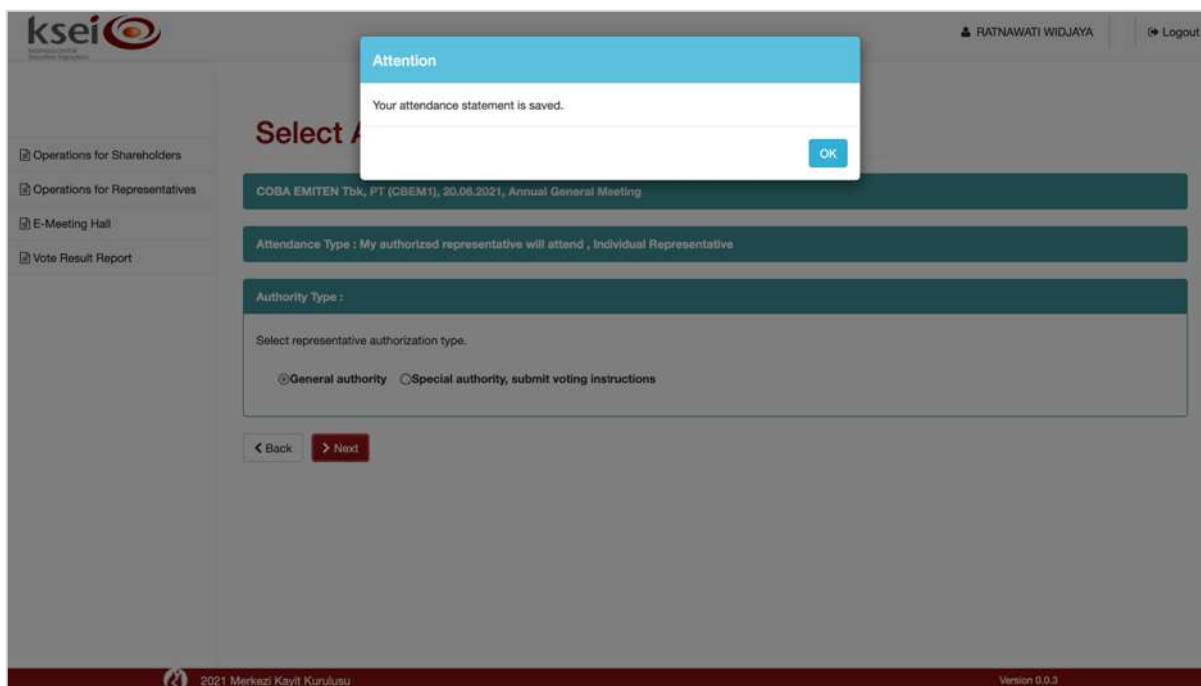 ksei
RATNAWATI WIDJAJA
Logout
Attention
Your attendance statement is saved.
OK
Select A
Operations for Shareholders
Operations for Representatives
E-Meeting Hall
Vote Result Report
COBA EMITEN Tbk, PT (CBEM1), 20.06.2021, Annual General Meeting
Attendance Type : My authorized representative will attend , Individual Representative
Authority Type :
Select representative authorization type.
General authority Special authority, submit voting instructions
Back Next
2021 Merkezi Kayit Kurulusu
Version 0.0.3